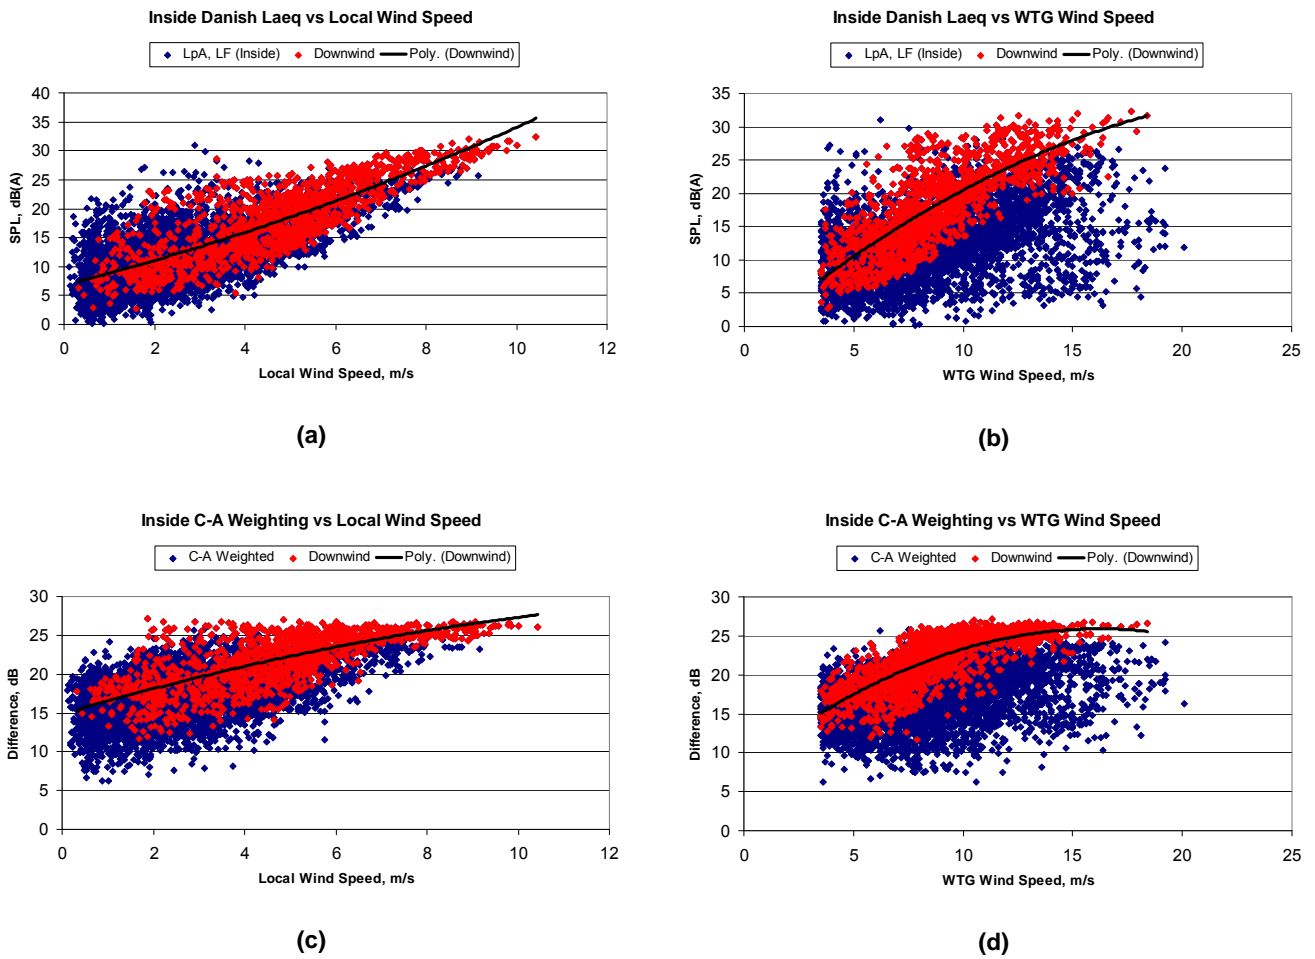 Inside Danish Laeq vs Local Wind Speed
LpA, LF (Inside) Downwind Poly. (Downwind)
40
35
30
25
20
15
10
5
0
SPL, dB(A)
0 2 4 6 8 10 12
Local Wind Speed, m/s
(a)
Inside Danish Laeq vs WTG Wind Speed
LpA, LF (Inside) Downwind Poly. (Downwind)
35
30
25
20
15
10
5
0
SPL, dB(A)
0 5 10 15 20 25
WTG Wind Speed, m/s
(b)
Inside C-A Weighting vs Local Wind Speed
C-A Weighted Downwind Poly. (Downwind)
30
25
20
15
10
5
0
Difference, dB
0 2 4 6 8 10 12
Local Wind Speed, m/s
(c)
Inside C-A Weighting vs WTG Wind Speed
C-A Weighted Downwind Poly. (Downwind)
30
25
20
15
10
5
0
Difference, dB
0 5 10 15 20 25
WTG Wind Speed, m/s
(d)